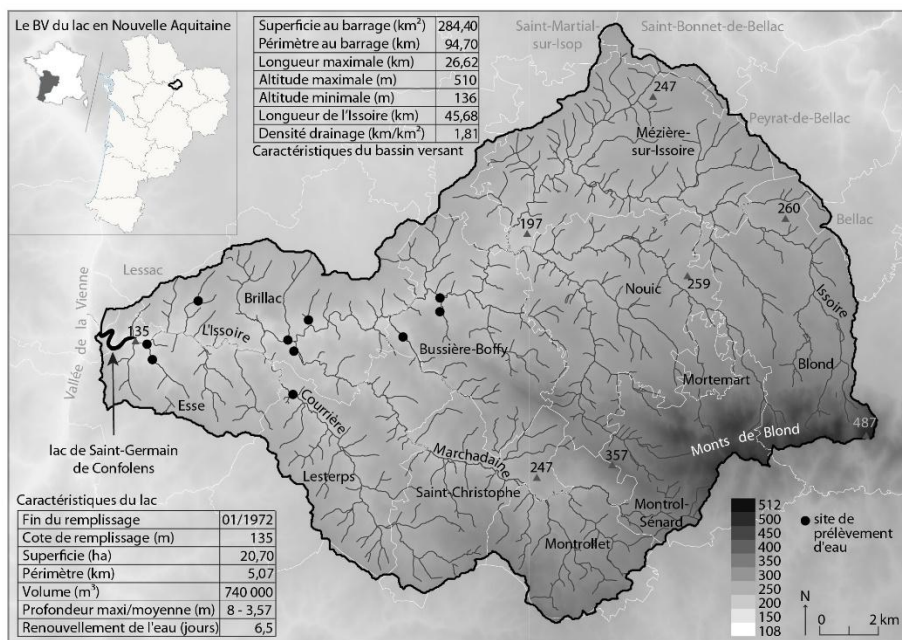 Le BV du lac en Nouvelle Aquitaine
Superficie au barrage (km²) 284,40
Périmètre au barrage (km) 94,70
Longueur maximale (km) 26,62
Altitude maximale (m) 510
Altitude minimale (m) 136
Longueur de l'Issoire (km) 45,68
Densité drainage (km/km²) 1,81
Caractéristiques du bassin versant
Saint-Martial-
sur-Isop
Saint-Bonnet-de-Bellac
247
Mézière-
sur-Issoire
Peyrat-de-Bellac
260
Bellac
197
Lessac
Brillac
Nouic
259
Issoire
Vallée de la Vienne
135
L'Issoire
Bussière-Boffy
Blond
Mortemart
Esse
Courrière
lac de Saint-Germain
de Confolens
Monts de Blond
487
Marchadaine
247
357
Lesterps
Saint-Christophe
Montrol-
Sénard
Montrollet
Caractéristiques du lac
Fin du remplissage 01/1972
Cote de remplissage (m) 135
Superficie (ha) 20,70
Périmètre (km) 5,07
Volume (m³) 740 000
Profondeur maxi/moyenne (m) 8 - 3,57
Renouvellement de l'eau (jours) 6,5
512
500
450
400
350
300
250
200
150
108
site de
prélèvement
d'eau
N
0 2 km